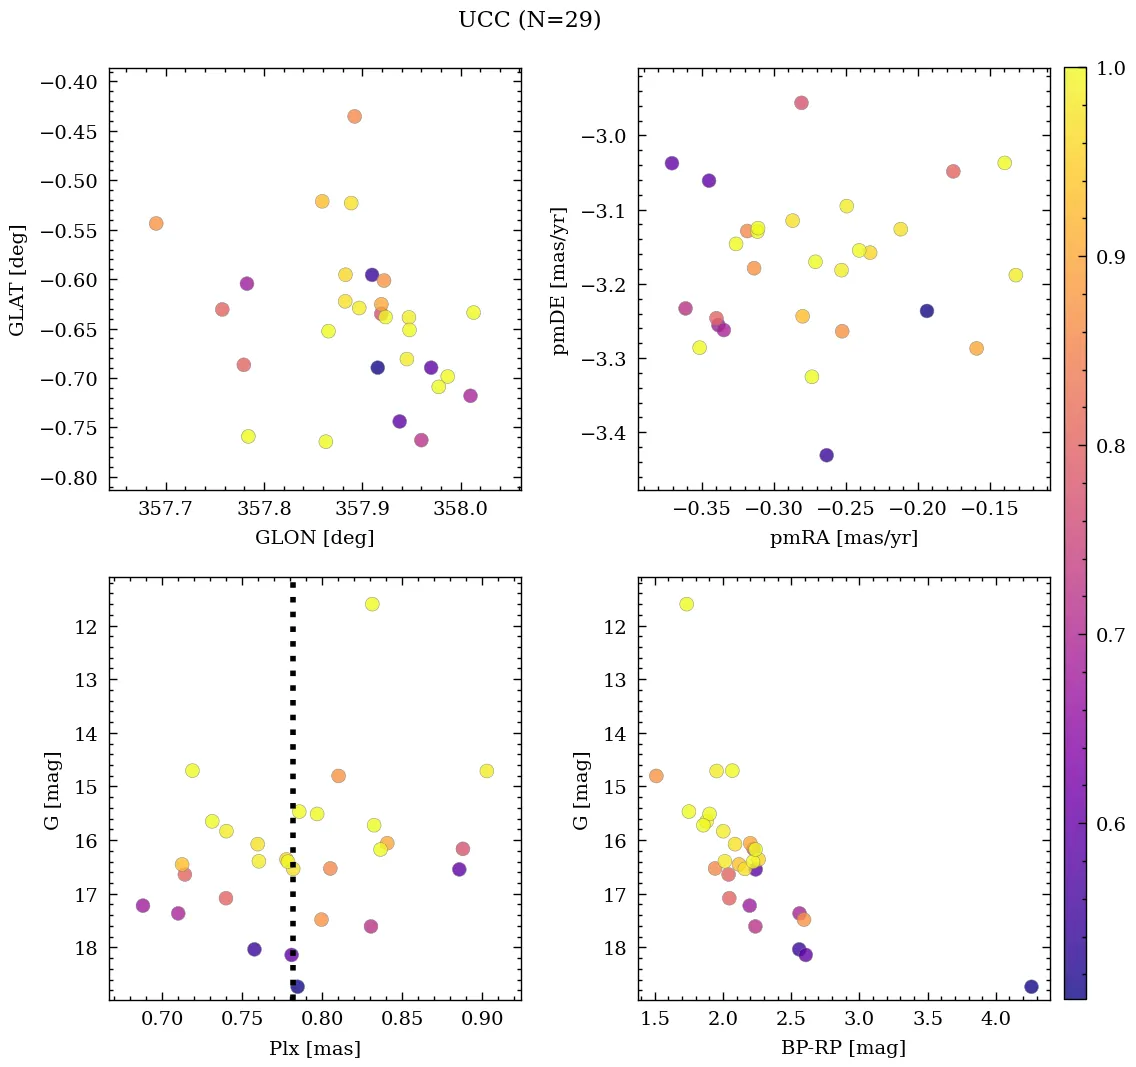 UCC (N=29)
−0.40
−0.45
−0.50
−0.55
−0.60
−0.65
−0.70
−0.75
−0.80
GLAT [deg]
357.7 357.8 357.9 358.0
GLON [deg]
−3.0
−3.1
−3.2
−3.3
−3.4
pmDE [mas/yr]
−0.35 −0.30 −0.25 −0.20 −0.15
pmRA [mas/yr]
12
13
14
15
16
17
18
G [mag]
0.70 0.75 0.80 0.85 0.90
Plx [mas]
12
13
14
15
16
17
18
G [mag]
1.5 2.0 2.5 3.0 3.5 4.0
BP-RP [mag]
1.0
0.9
0.8
0.7
0.6